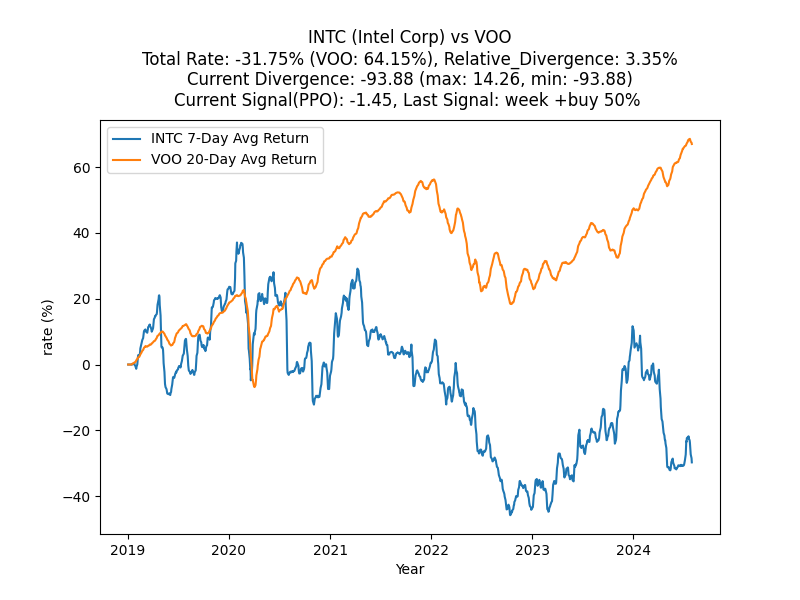 INTC (Intel Corp) vs VOO
Total Rate: -31.75% (VOO: 64.15%), Relative_Divergence: 3.35%
Current Divergence: -93.88 (max: 14.26, min: -93.88)
Current Signal(PPO): -1.45, Last Signal: week +buy 50%
INTC 7-Day Avg Return
VOO 20-Day Avg Return
60
40
20
0
−20
−40
rate (%)
2019 2020 2021 2022 2023 2024
Year